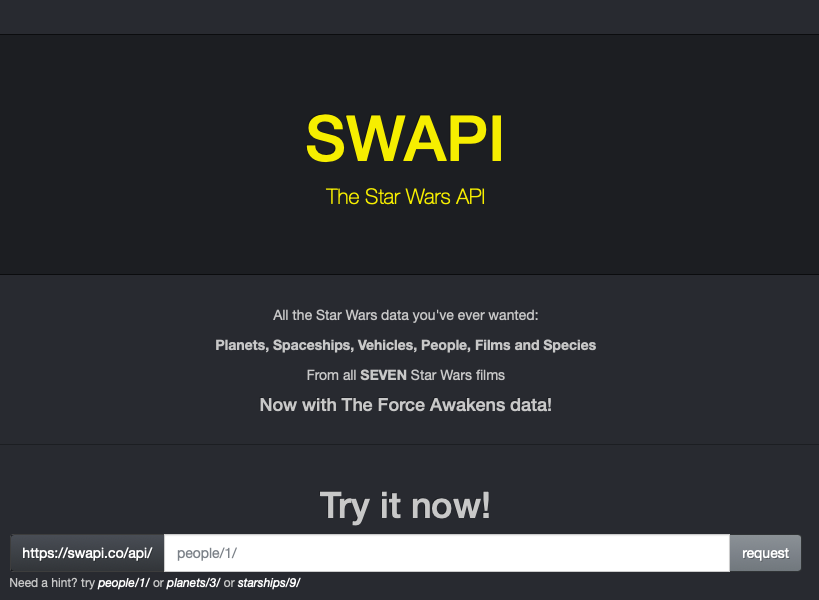 SWAPI
The Star Wars API
All the Star Wars data you've ever wanted:
Planets, Spaceships, Vehicles, People, Films and Species
From all SEVEN Star Wars films
Now with The Force Awakens data!
Try it now!
https://swapi.co/api/ people/1/ request
Need a hint? try people/1/ or planets/3/ or starships/9/